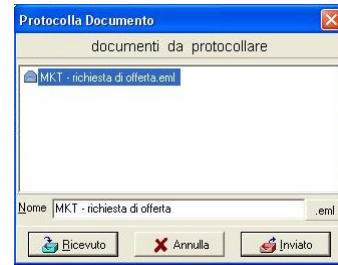 Protocolla Documento
documenti da protocollare
MKT - richiesta di offerta.eml
Nome MKT - richiesta di offerta .eml
Ricevuto Annulla Inviato